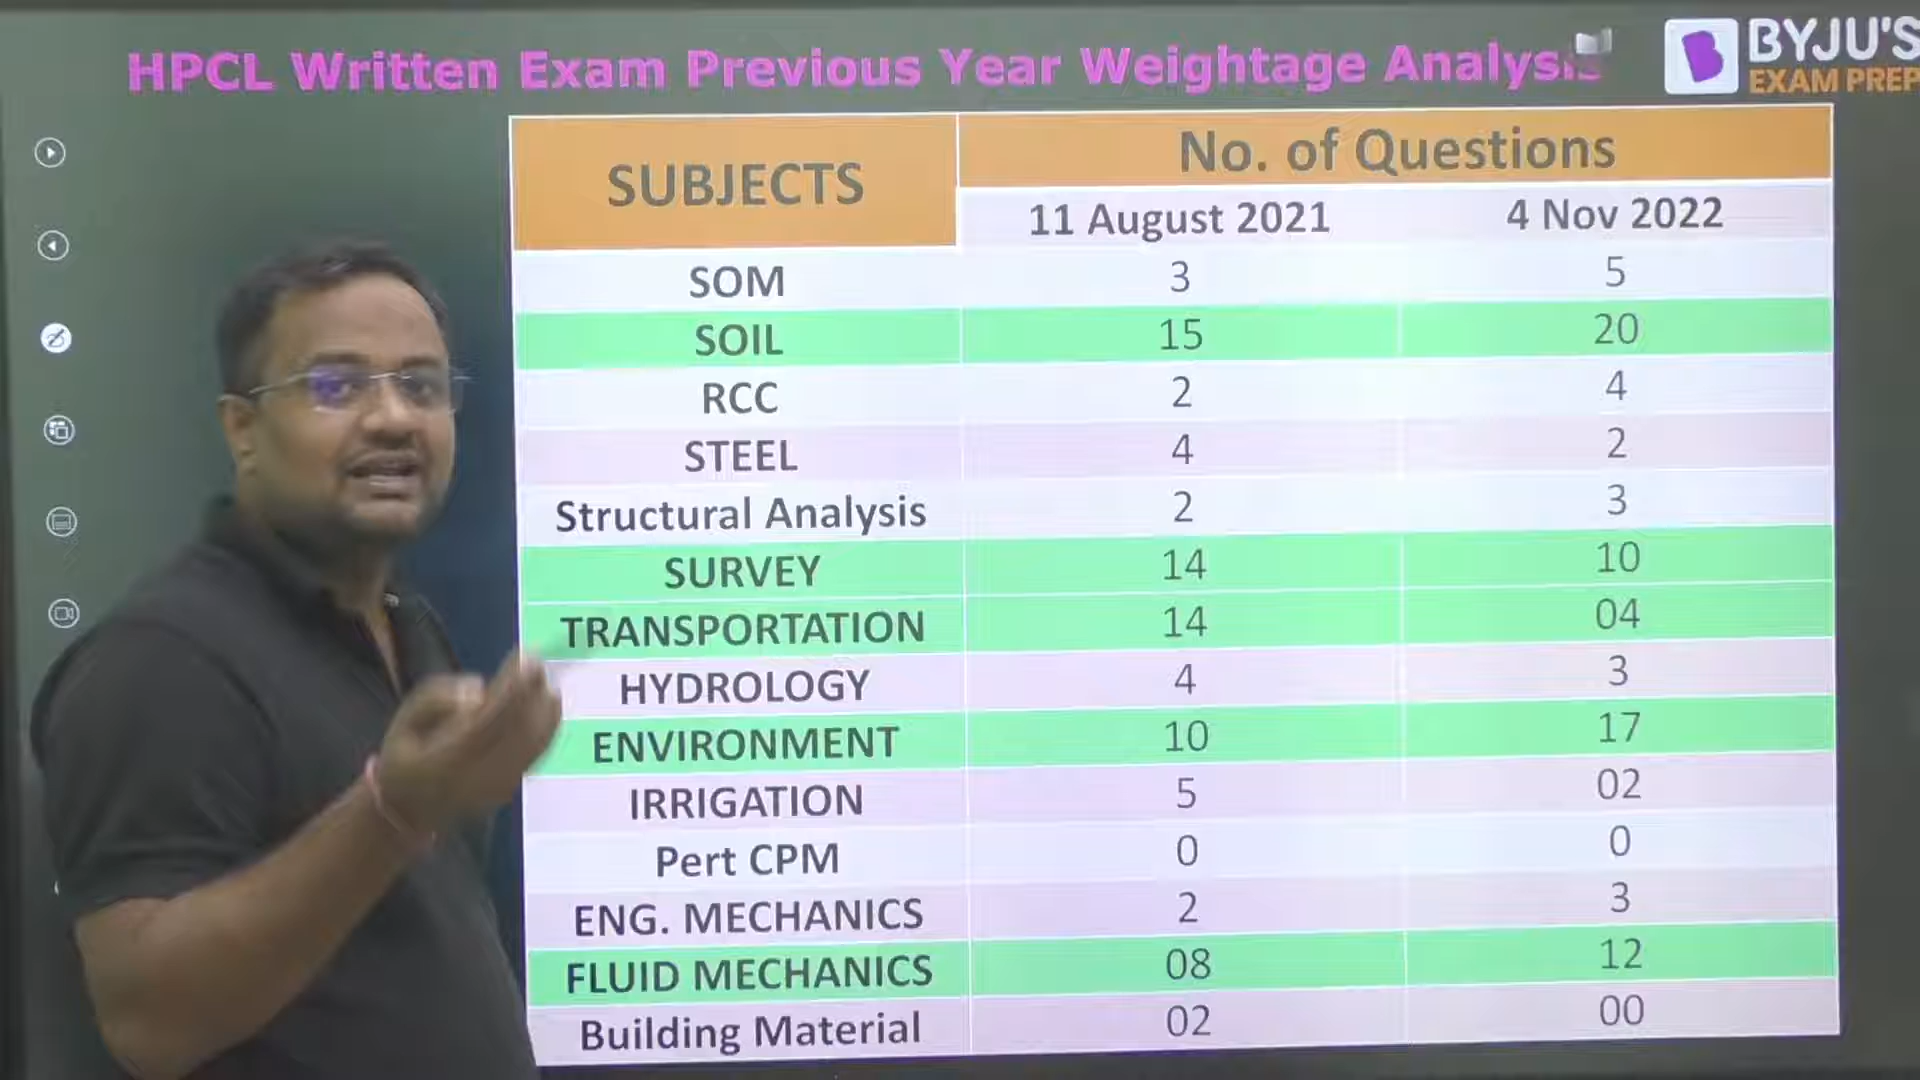 HPCL Written Exam Previous Year Weightage Analysis
BYJU'S
EXAM PREP
SUBJECTS No. of Questions
11 August 2021 4 Nov 2022
SOM 3 5
SOIL 15 20
RCC 2 4
STEEL 4 2
Structural Analysis 2 3
SURVEY 14 10
TRANSPORTATION 14 04
HYDROLOGY 4 3
ENVIRONMENT 10 17
IRRIGATION 5 02
Pert CPM 0 0
ENG. MECHANICS 2 3
FLUID MECHANICS 08 12
Building Material 02 00